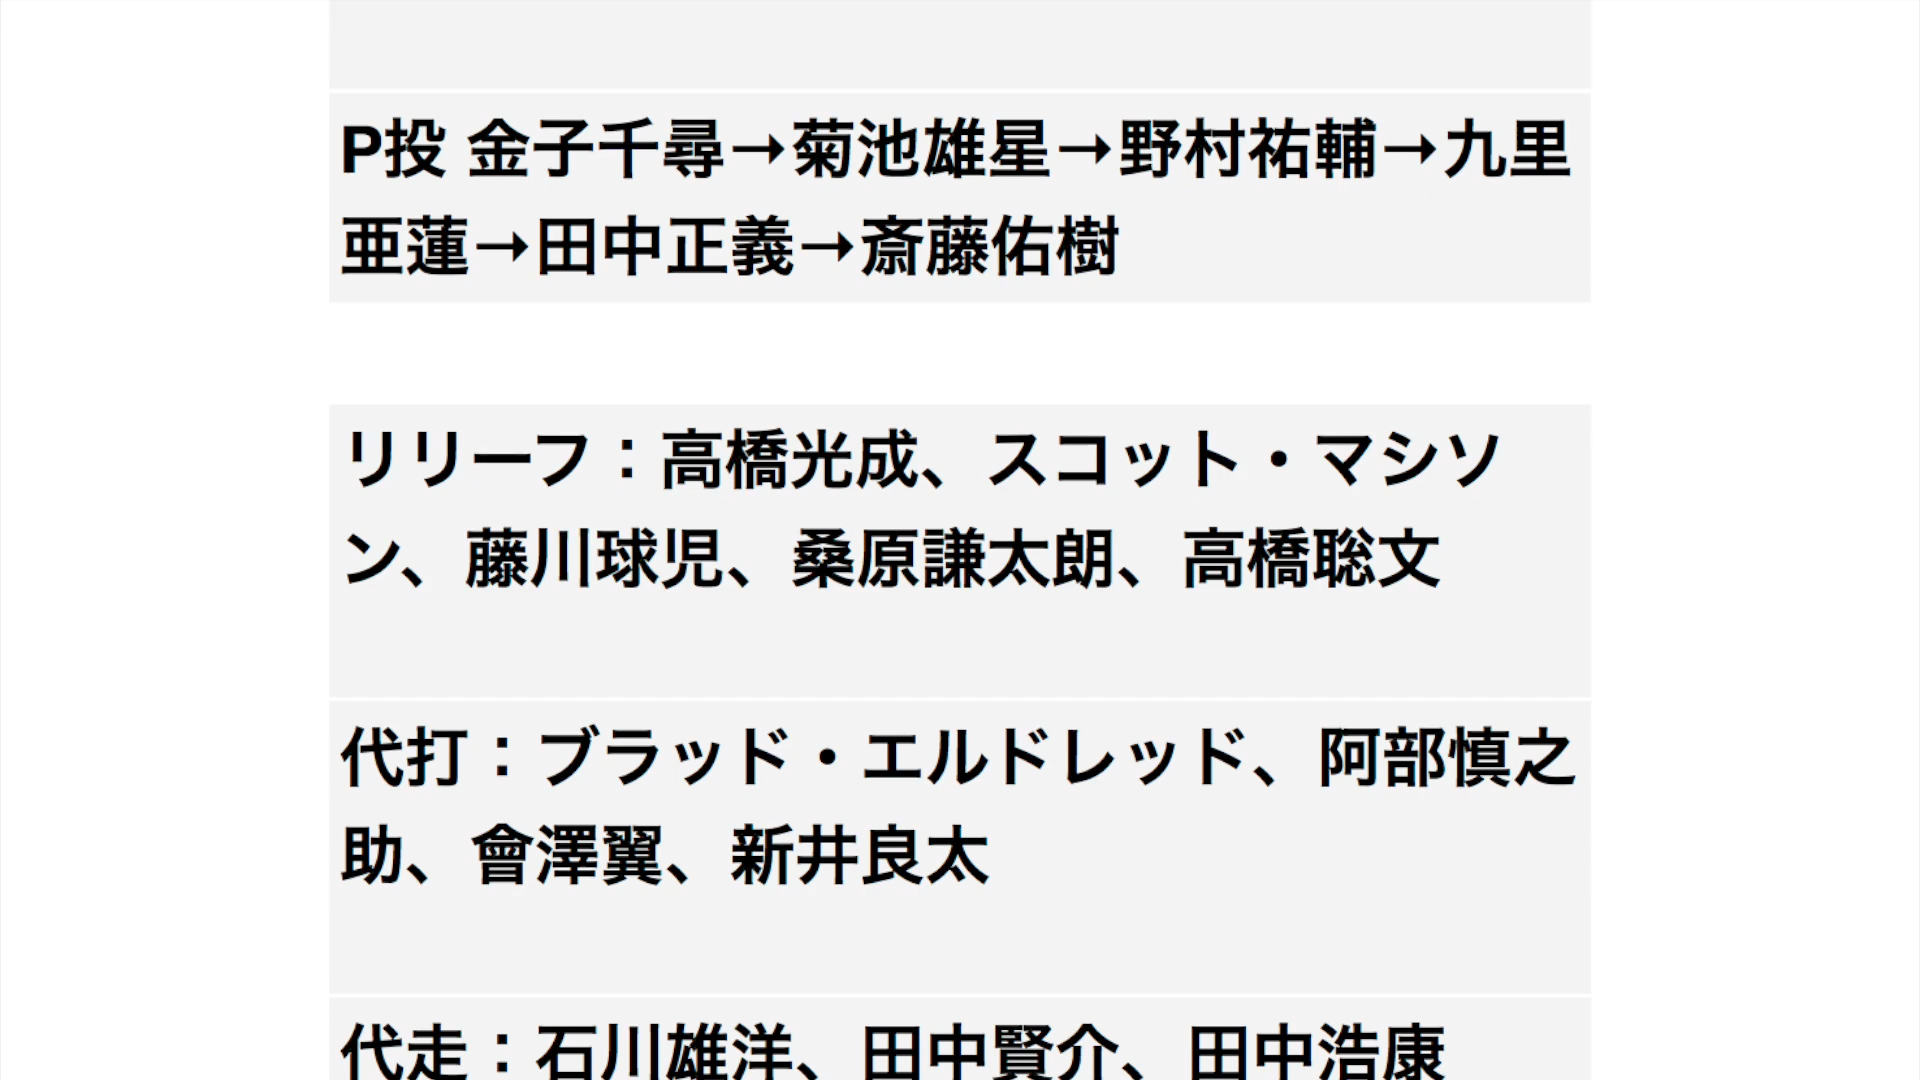 P投 金子千尋→菊池雄星→野村祐輔→九里
亜蓮→田中正義→斎藤佑樹
リリーフ：高橋光成、スコット・マシソ
ン、藤川球児、桑原謙太朗、高橋聡文
代打：ブラッド・エルドレッド、阿部慎之
助、會澤翼、新井良太
代走：石川雄洋、田中賢介、田中浩康